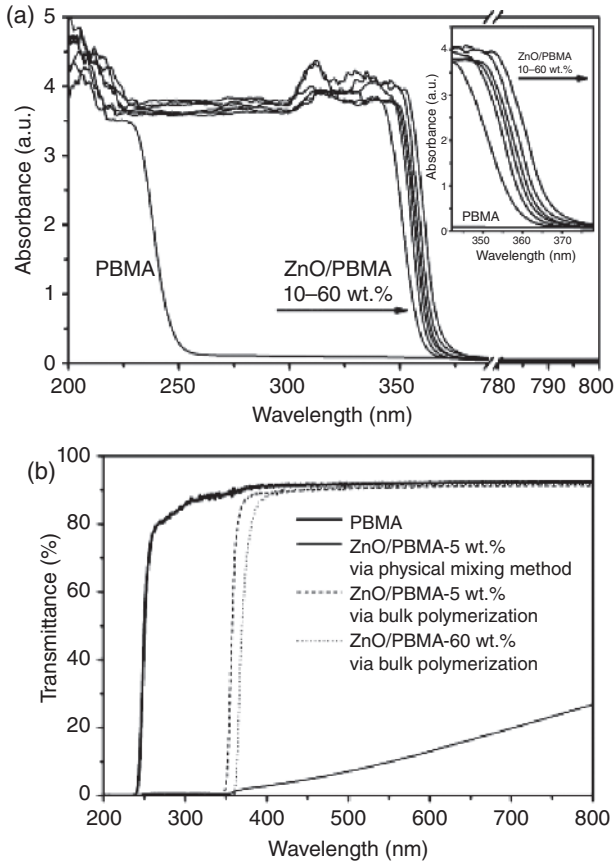 (a)
5
4
3
2
1
0
Absorbance (a.u.)
PBMA
ZnO/PBMA
10–60 wt.%
200
250
300
350
780
790
800
Wavelength (nm)
5
4
3
2
1
0
Absorbance (a.u.)
ZnO/PBMA
10–60 wt.%
PBMA
350
360
370
Wavelength (nm)
(b)
100
80
60
40
20
0
Transmittance (%)
PBMA
ZnO/PBMA-5 wt.%
via physical mixing method
ZnO/PBMA-5 wt.%
via bulk polymerization
ZnO/PBMA-60 wt.%
via bulk polymerization
200
300
400
500
600
700
800
Wavelength (nm)